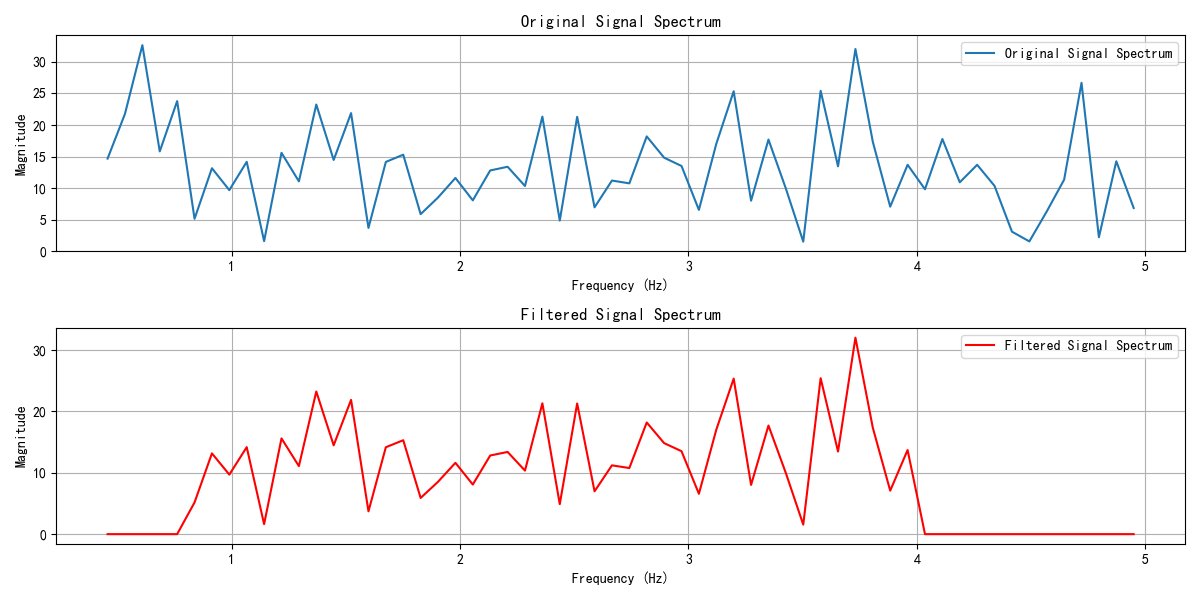 Original Signal Spectrum
Original Signal Spectrum
Magnitude
30
25
20
15
10
5
0
1 2 3 4 5
Frequency (Hz)
Filtered Signal Spectrum
Filtered Signal Spectrum
Magnitude
30
20
10
0
1 2 3 4 5
Frequency (Hz)